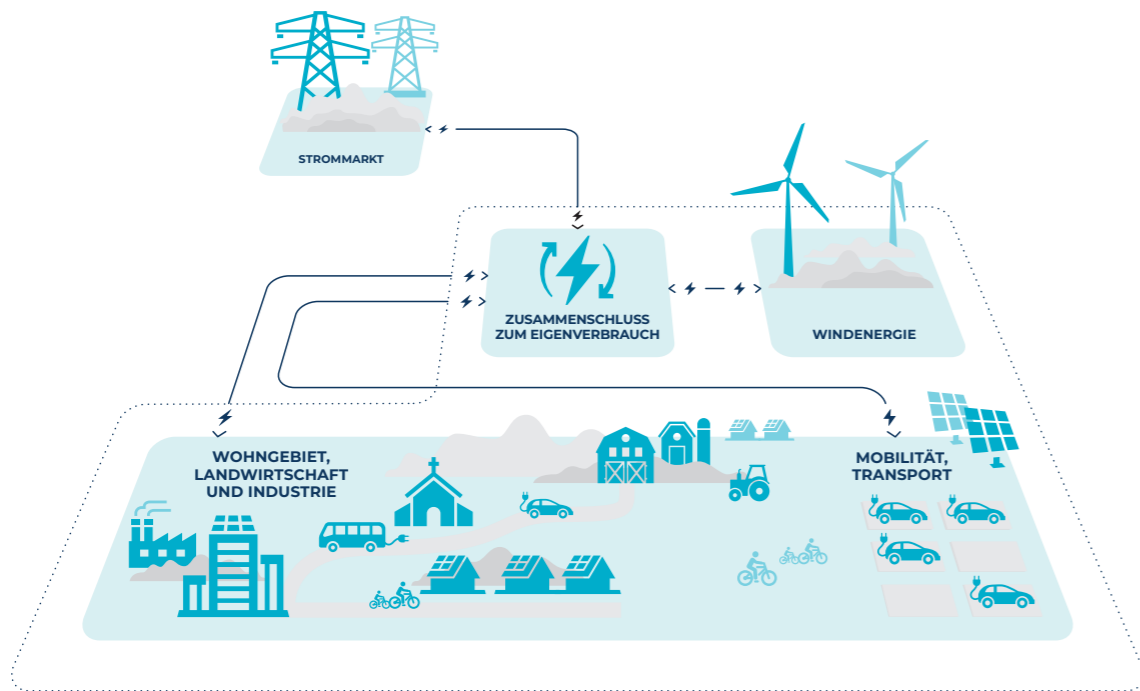 STROMMARKT
ZUSAMMENSCHLUSS
ZUM EIGENVERBRAUCH
WINDENERGIE
WOHNGEBIET,
LANDWIRTSCHAFT
UND INDUSTRIE
MOBILITÄT,
TRANSPORT